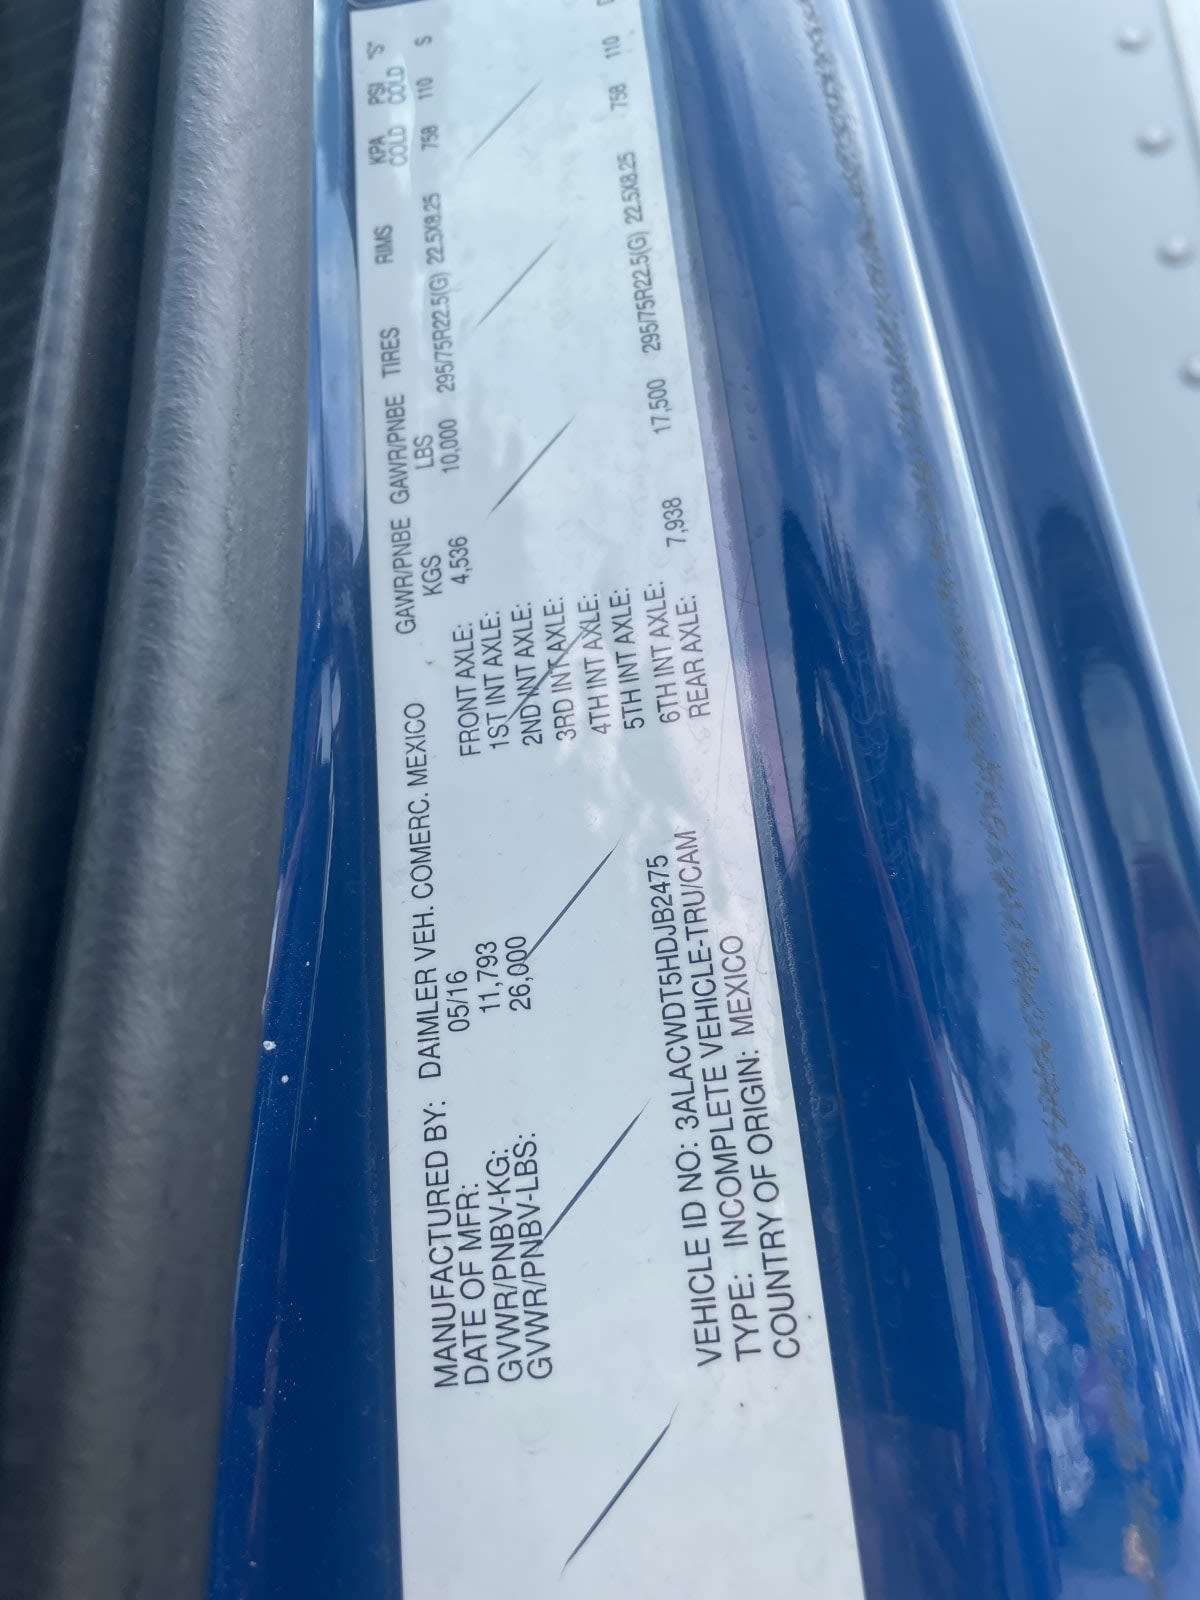 MANUFACTURED BY: DAIMLER VEH. COMERC. MEXICO
DATE OF MFR: 05/16
GVWR/PNBV-KG: 11,793
GVWR/PNBV-LBS: 26,000
GAWR/PNBE GAWR/PNBE TIRES RIMS KPA PSI "S"
KGS LBS COLD COLD
FRONT AXLE: 4,536 10,000 295/75R22.5(G) 22.5X8.25 758 110 S
1ST INT AXLE:
2ND INT AXLE:
3RD INT AXLE:
4TH INT AXLE:
5TH INT AXLE:
6TH INT AXLE:
REAR AXLE: 7,938 17,500 295/75R22.5(G) 22.5X8.25 758 110
VEHICLE ID NO: 3ALACWDT5HDJB2475
TYPE: INCOMPLETE VEHICLE-TRU/CAM
COUNTRY OF ORIGIN: MEXICO